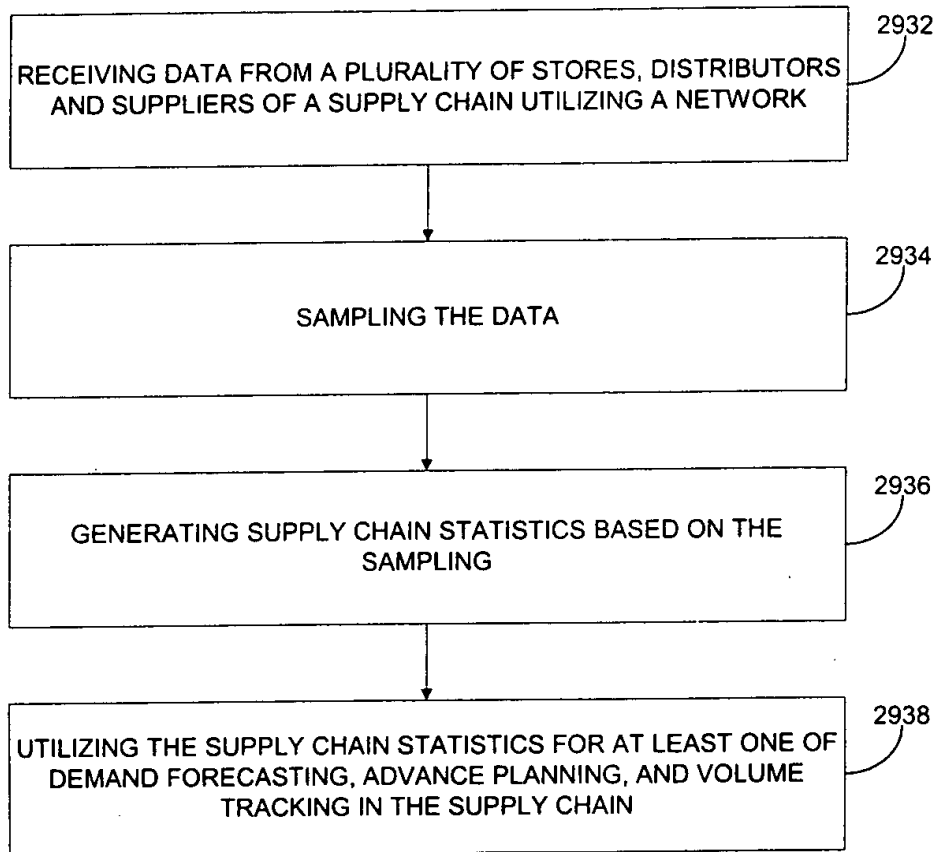 2932
RECEIVING DATA FROM A PLURALITY OF STORES, DISTRIBUTORS
AND SUPPLIERS OF A SUPPLY CHAIN UTILIZING A NETWORK
2934
SAMPLING THE DATA
2936
GENERATING SUPPLY CHAIN STATISTICS BASED ON THE
SAMPLING
2938
UTILIZING THE SUPPLY CHAIN STATISTICS FOR AT LEAST ONE OF
DEMAND FORECASTING, ADVANCE PLANNING, AND VOLUME
TRACKING IN THE SUPPLY CHAIN